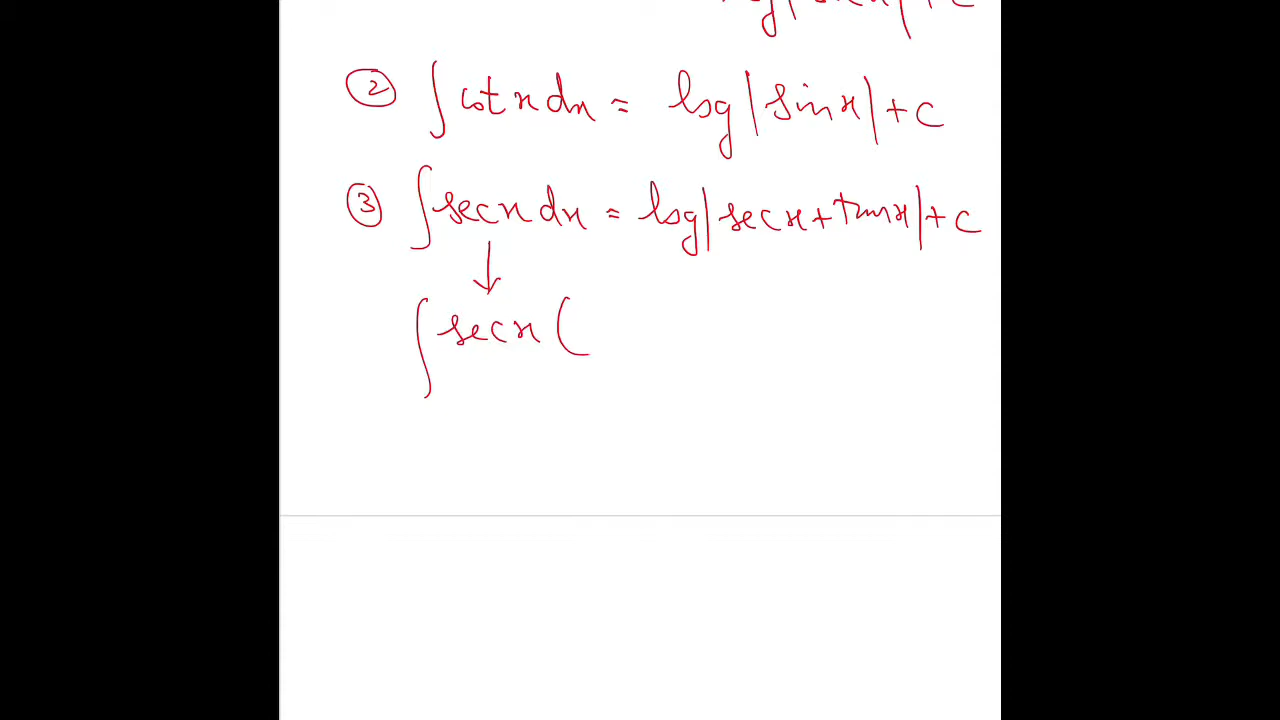 ② ∫ cot x dx = log |sin x| + c
③ ∫ sec x dx = log |sec x + tan x| + c
↓
∫ sec x (